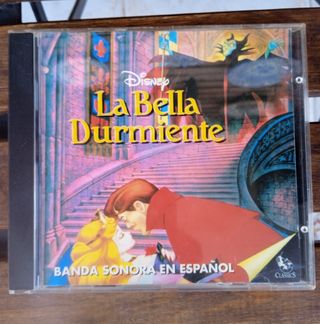 DISNEY
La Bella
Durmiente
BANDA SONORA EN ESPAÑOL
CLASSICS